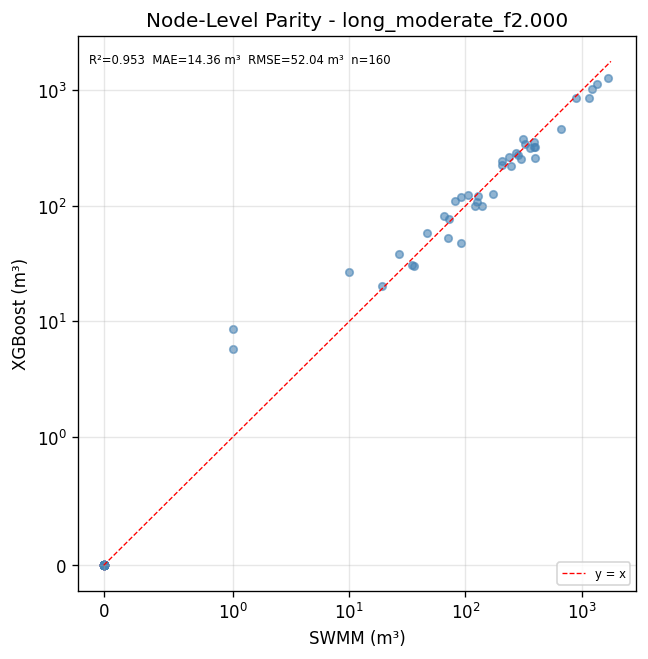 Node-Level Parity - long_moderate_f2.000
R²=0.953 MAE=14.36 m³ RMSE=52.04 m³ n=160
10³
10²
10¹
10⁰
0
XGBoost (m³)
y = x
0 10⁰ 10¹ 10² 10³
SWMM (m³)